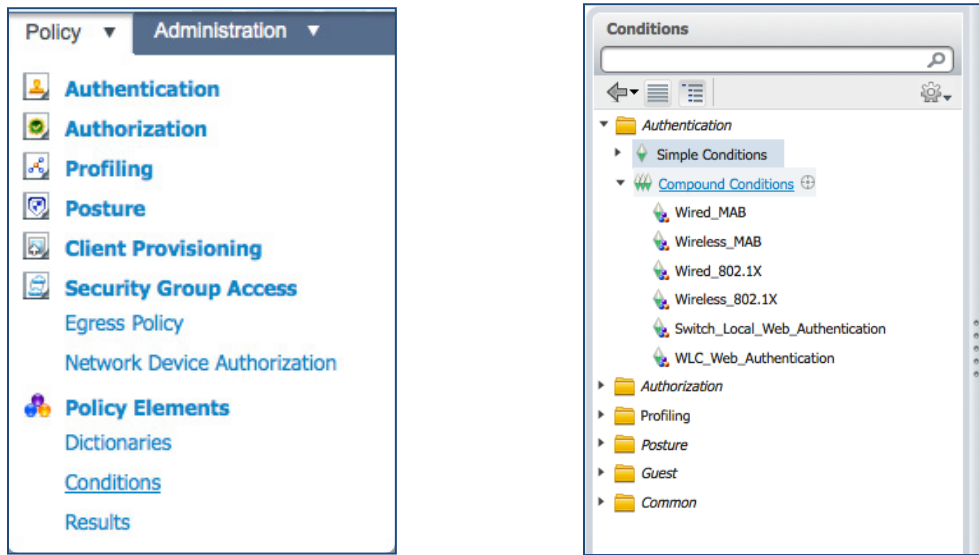 Policy Administration
Authentication
Authorization
Profiling
Posture
Client Provisioning
Security Group Access
Egress Policy
Network Device Authorization
Policy Elements
Dictionaries
Conditions
Results
Conditions
Authentication
Simple Conditions
Compound Conditions
Wired_MAB
Wireless_MAB
Wired_802.1X
Wireless_802.1X
Switch_Local_Web_Authentication
WLC_Web_Authentication
Authorization
Profiling
Posture
Guest
Common